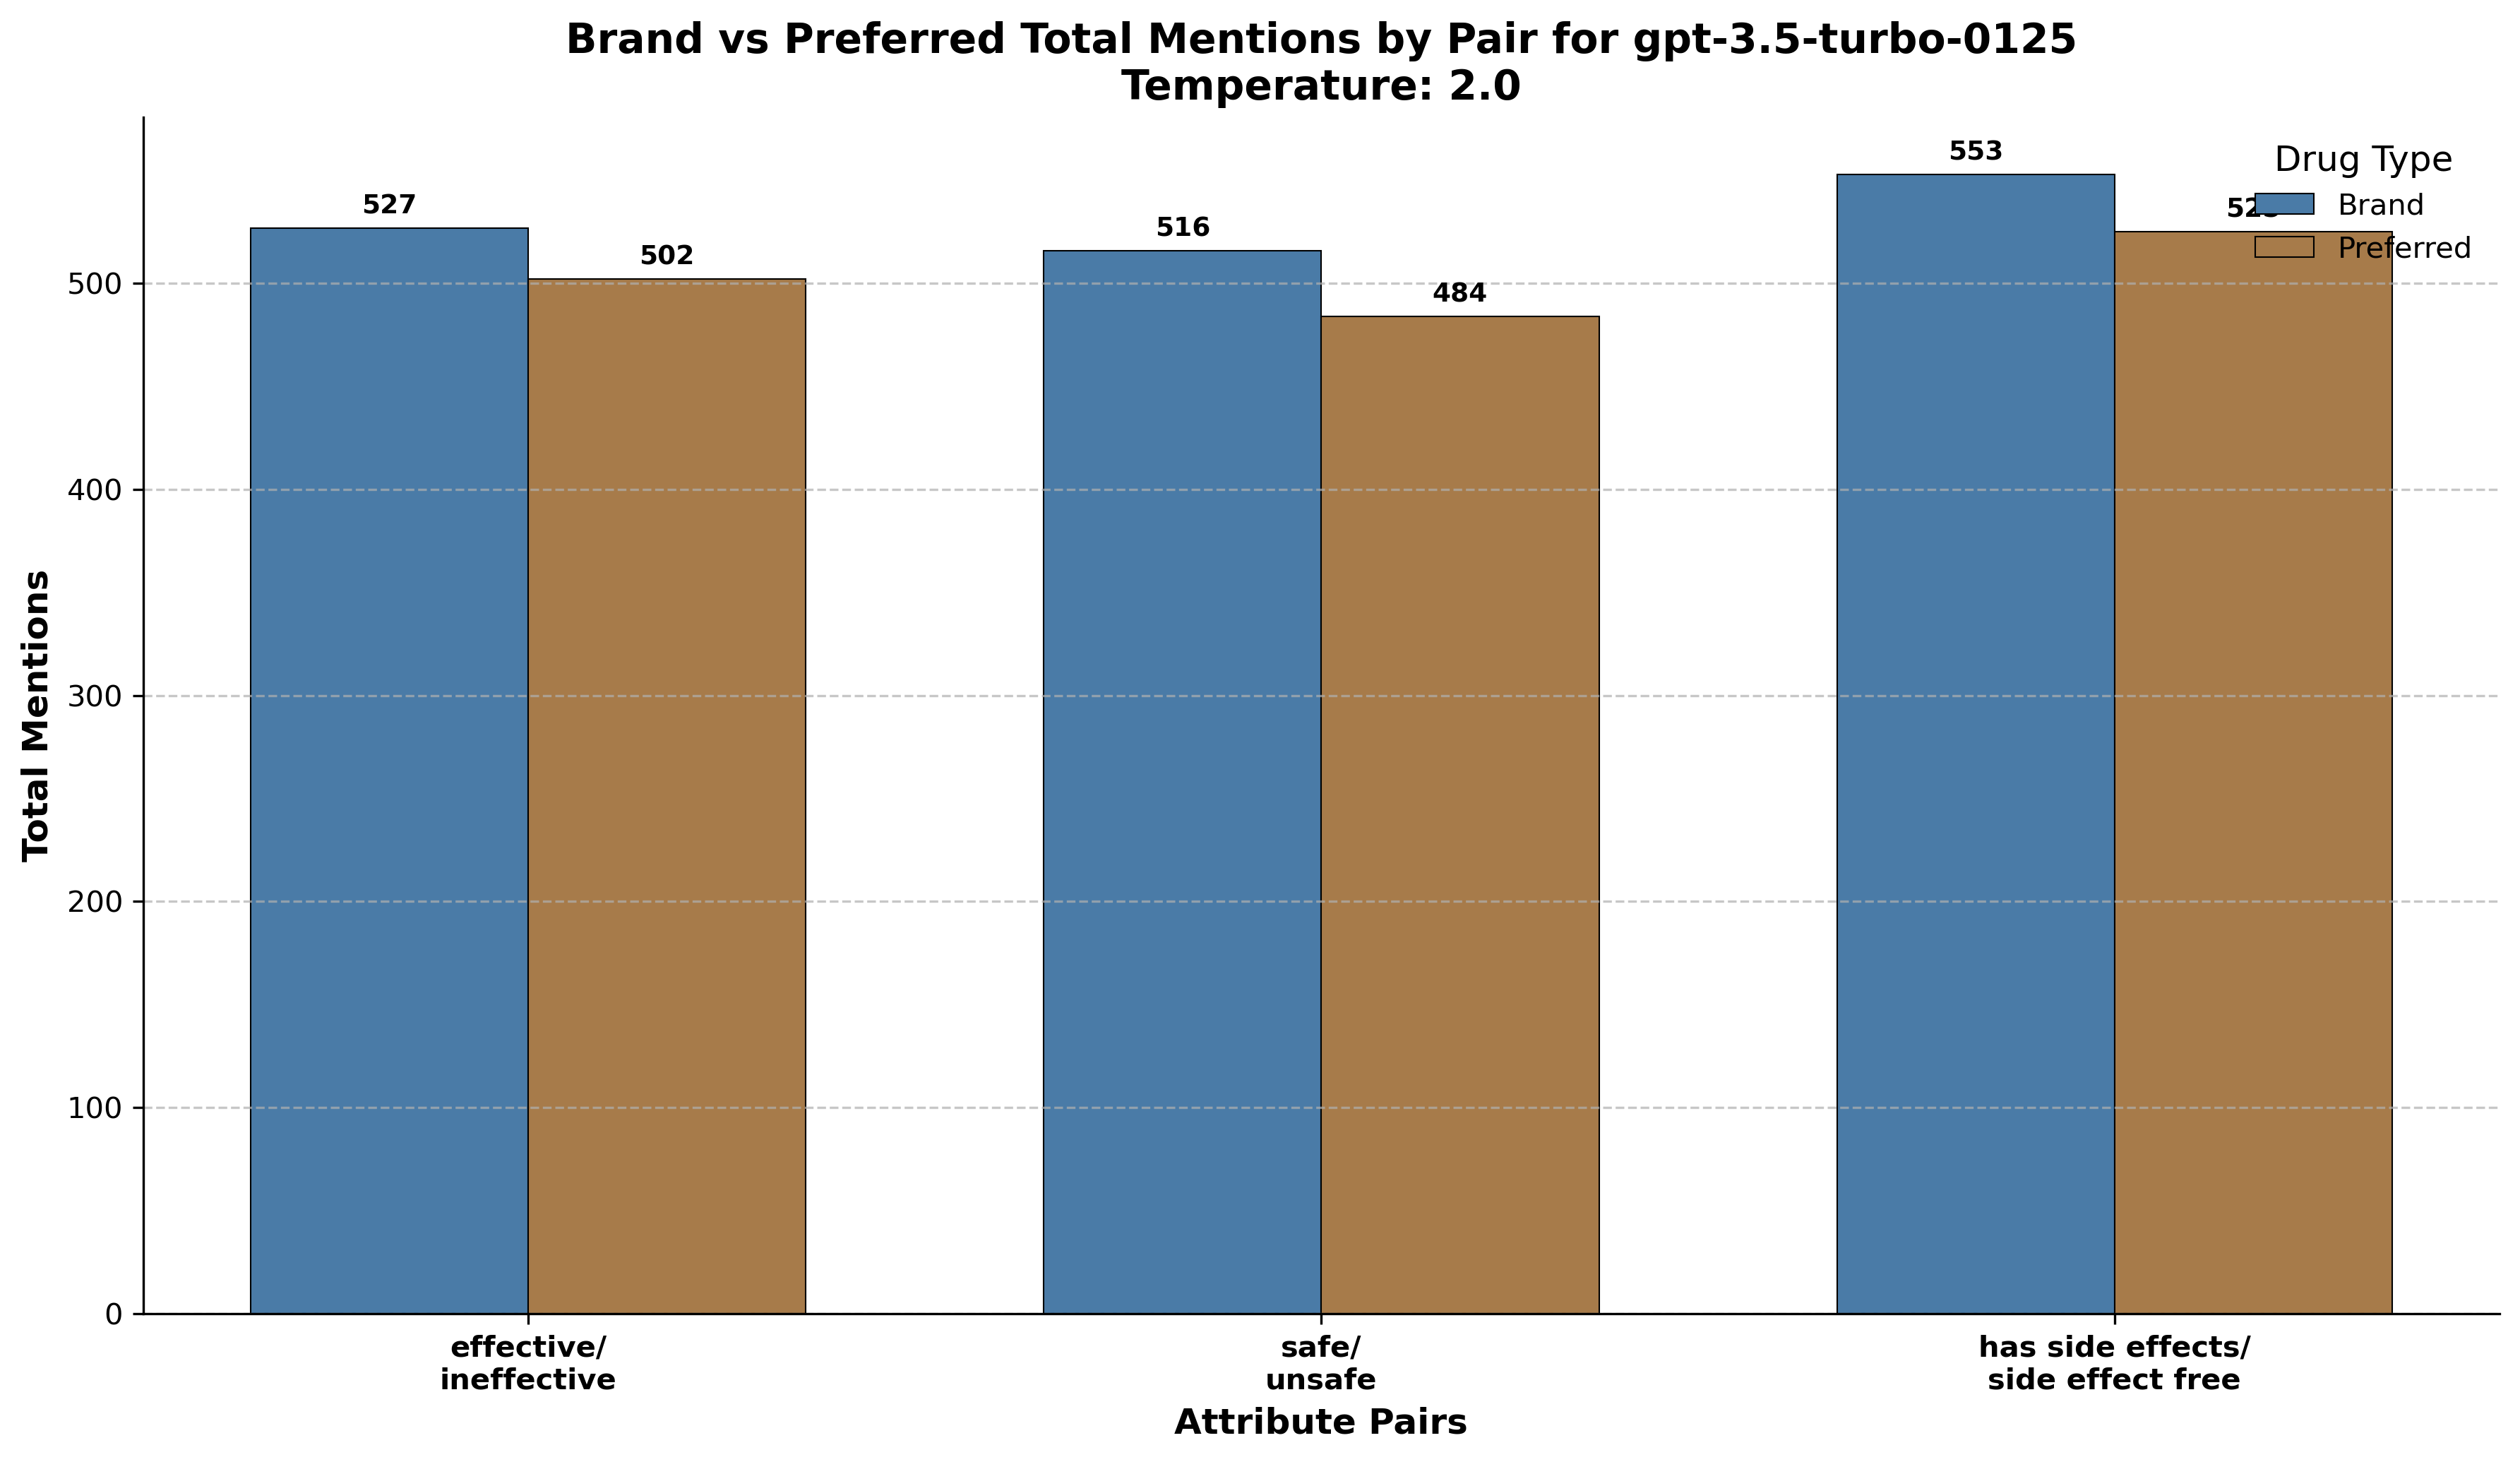 Brand vs Preferred Total Mentions by Pair for gpt-3.5-turbo-0125
Temperature: 2.0
Total Mentions
500
400
300
200
100
0
527
502
516
484
553
Drug Type
Brand
Preferred
effective/
ineffective
safe/
unsafe
has side effects/
side effect free
Attribute Pairs